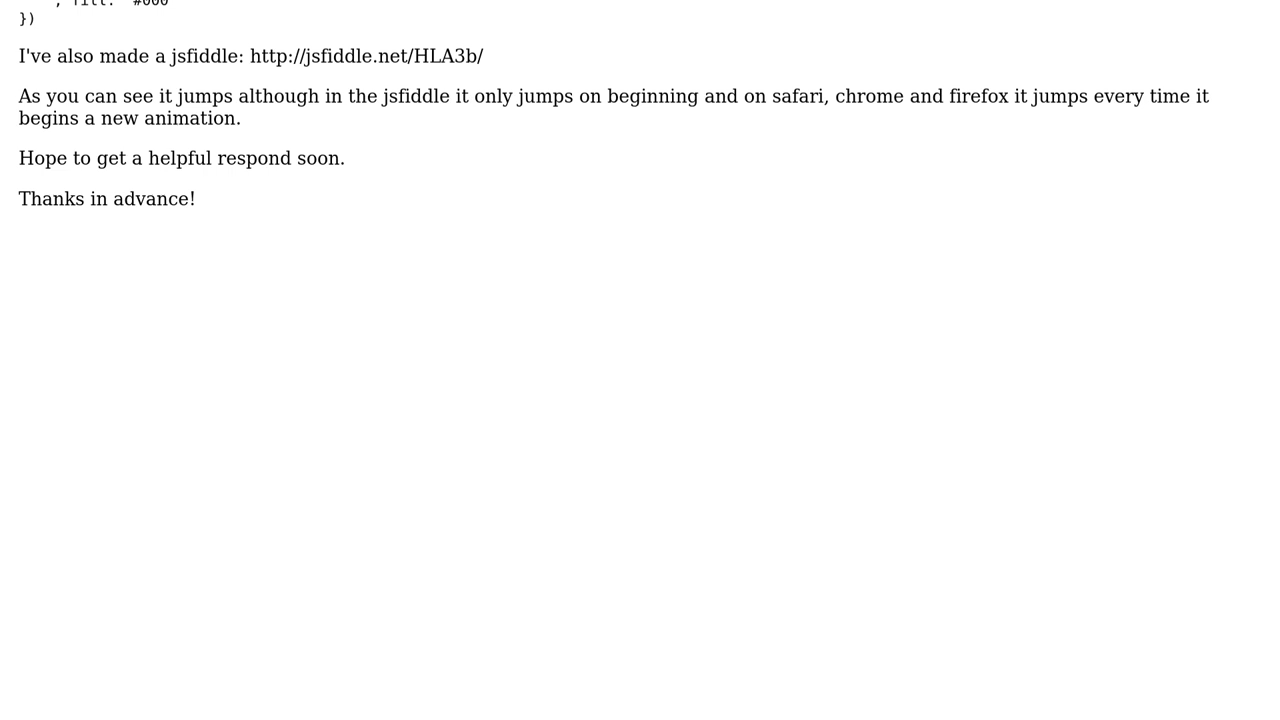 , fill: "#000"
})
I've also made a jsfiddle: http://jsfiddle.net/HLA3b/
As you can see it jumps although in the jsfiddle it only jumps on beginning and on safari, chrome and firefox it jumps every time it
begins a new animation.
Hope to get a helpful respond soon.
Thanks in advance!